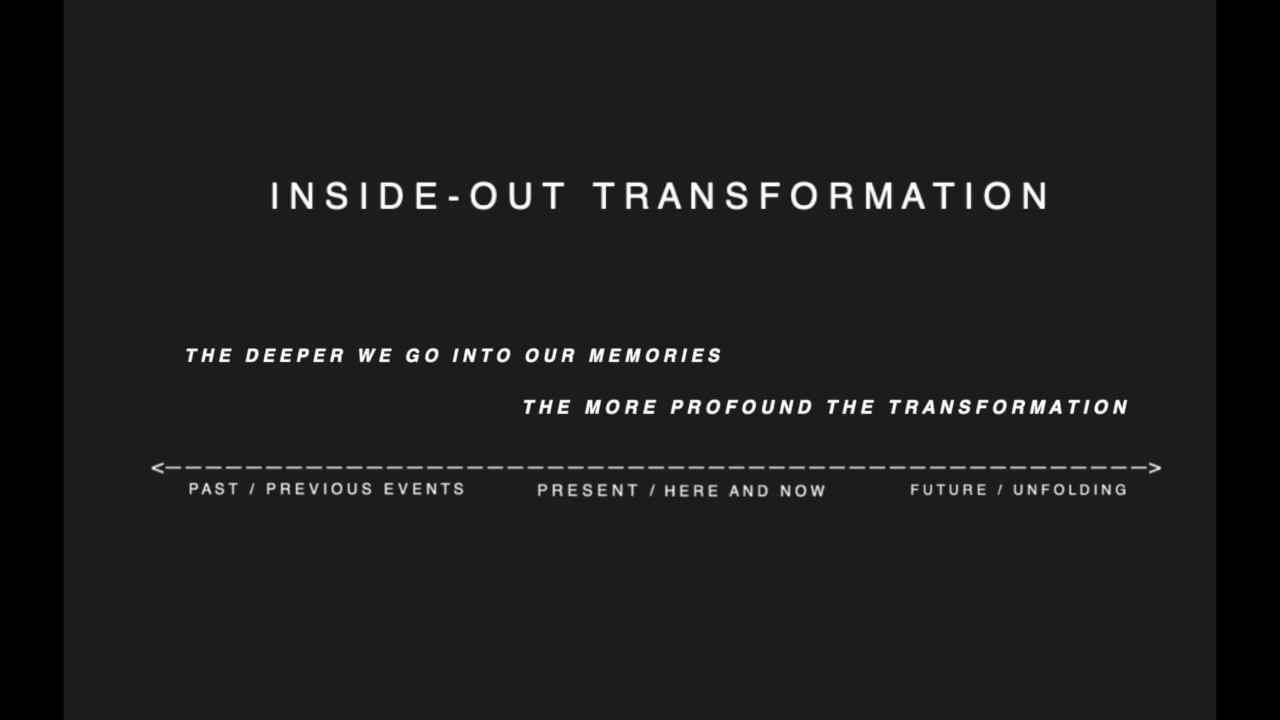 INSIDE-OUT TRANSFORMATION
THE DEEPER WE GO INTO OUR MEMORIES
THE MORE PROFOUND THE TRANSFORMATION
PAST / PREVIOUS EVENTS PRESENT / HERE AND NOW FUTURE / UNFOLDING